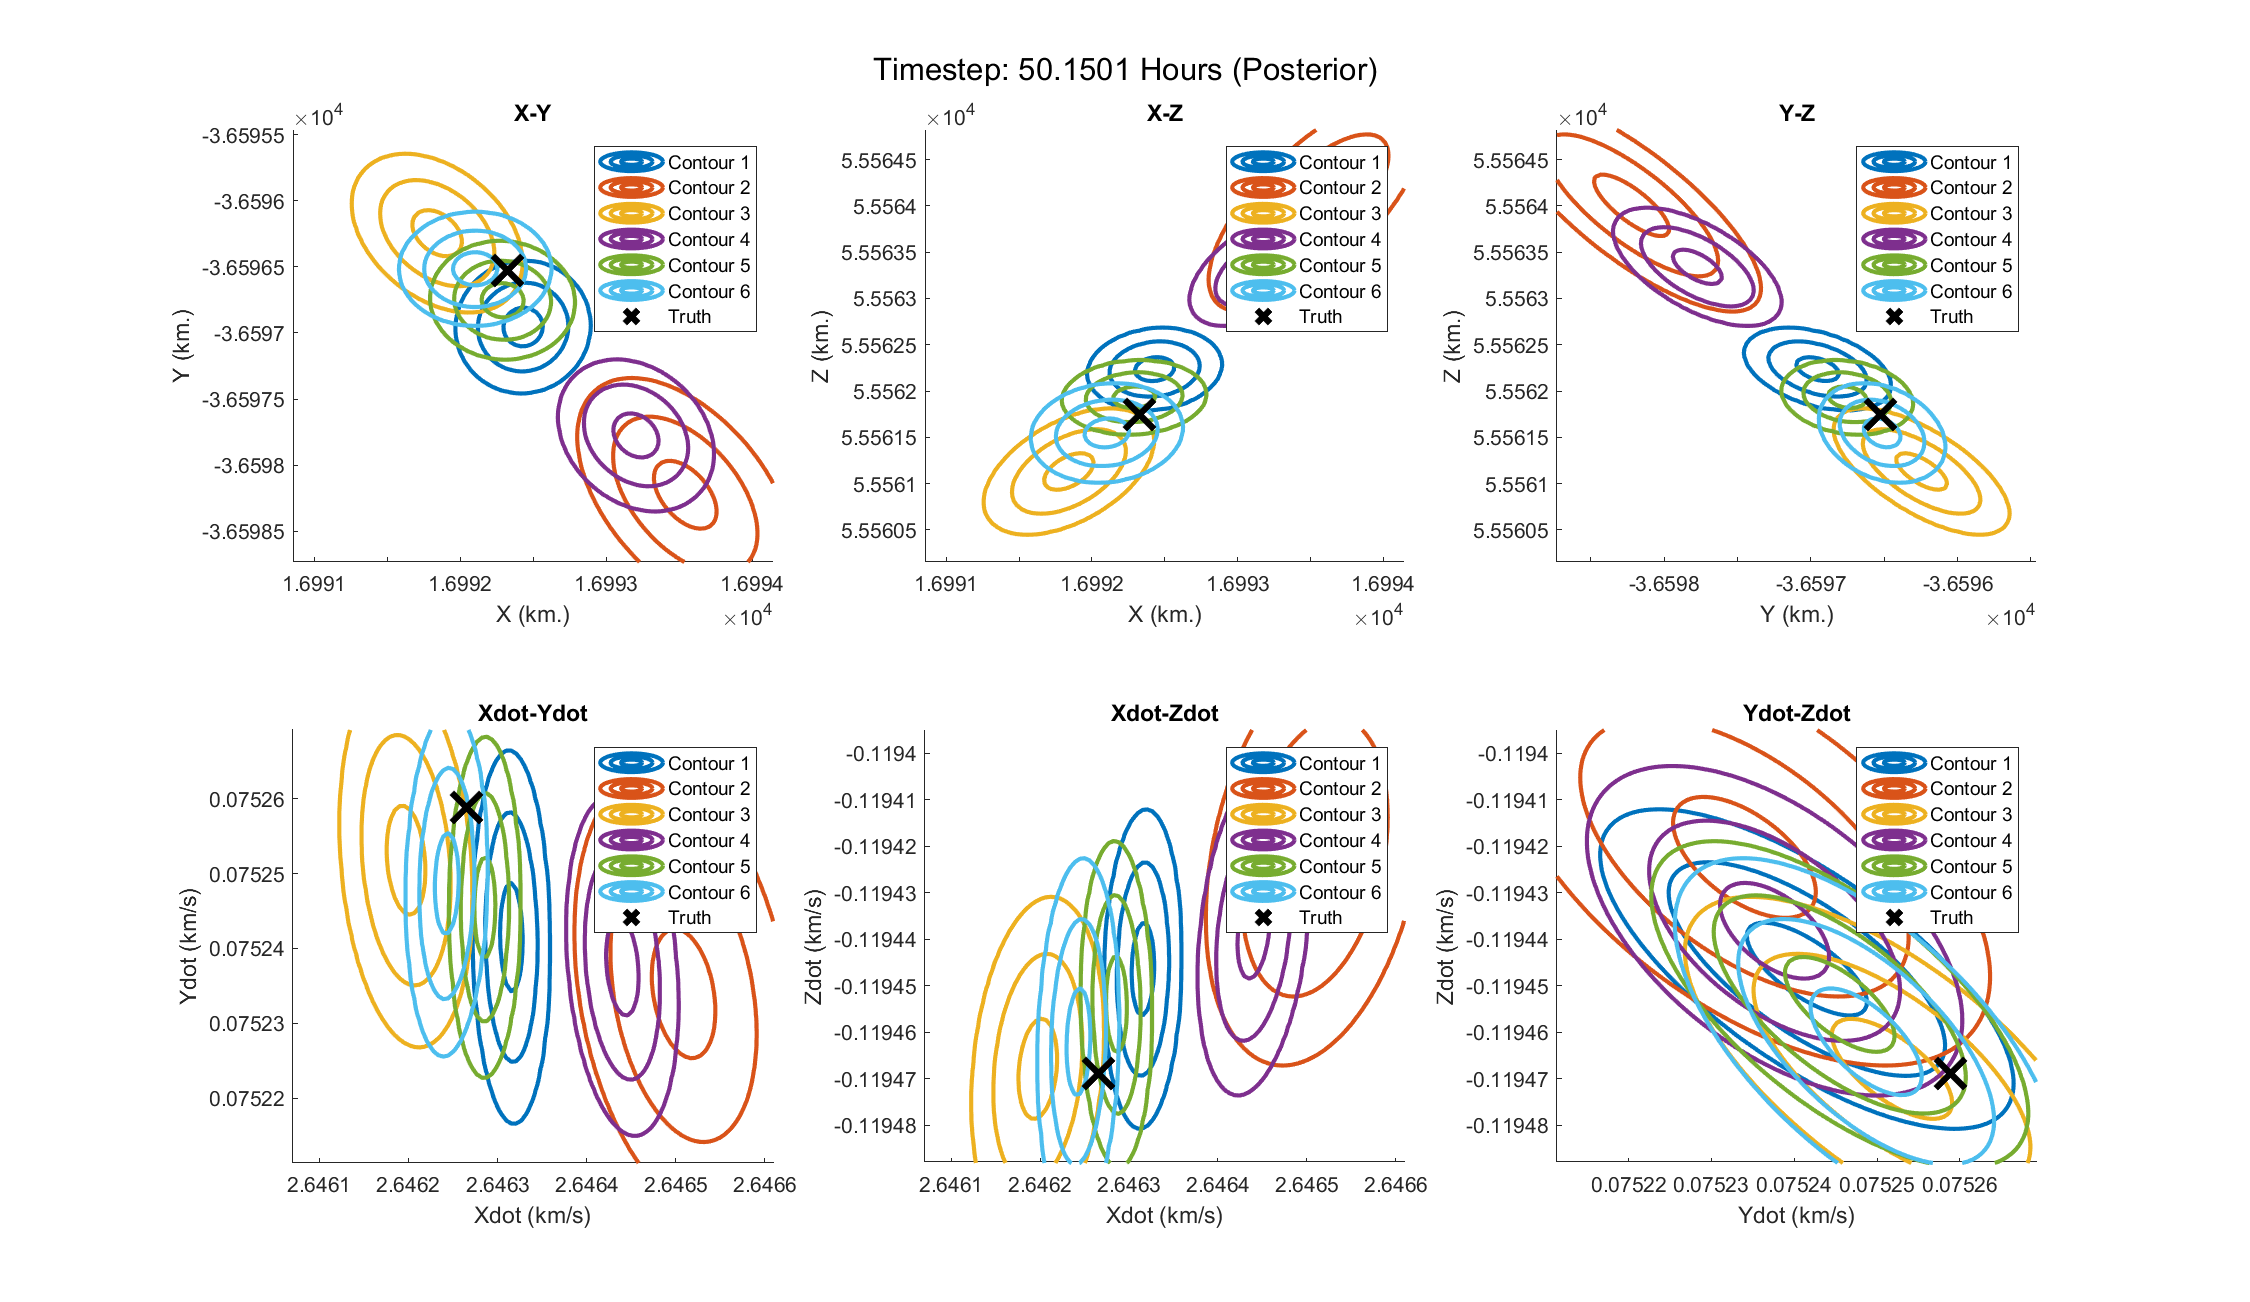 Timestep: 50.1501 Hours (Posterior)
X-Y
×10⁴
-3.65955
-3.6596
-3.65965
-3.6597
-3.65975
-3.6598
-3.65985
Y (km.)
1.6991 1.6992 1.6993 1.6994
X (km.)
×10⁴
Contour 1
Contour 2
Contour 3
Contour 4
Contour 5
Contour 6
Truth
X-Z
×10⁴
5.55645
5.5564
5.55635
5.5563
5.55625
5.5562
5.55615
5.5561
5.55605
Z (km.)
1.6991 1.6992 1.6993 1.6994
X (km.)
×10⁴
Contour 1
Contour 2
Contour 3
Contour 4
Contour 5
Contour 6
Truth
Y-Z
×10⁴
5.55645
5.5564
5.55635
5.5563
5.55625
5.5562
5.55615
5.5561
5.55605
Z (km.)
-3.6598 -3.6597 -3.6596
Y (km.)
×10⁴
Contour 1
Contour 2
Contour 3
Contour 4
Contour 5
Contour 6
Truth
Xdot-Ydot
0.07526
0.07525
0.07524
0.07523
0.07522
Ydot (km/s)
2.6461 2.6462 2.6463 2.6464 2.6465 2.6466
Xdot (km/s)
Contour 1
Contour 2
Contour 3
Contour 4
Contour 5
Contour 6
Truth
Xdot-Zdot
-0.1194
-0.11941
-0.11942
-0.11943
-0.11944
-0.11945
-0.11946
-0.11947
-0.11948
Zdot (km/s)
2.6461 2.6462 2.6463 2.6464 2.6465 2.6466
Xdot (km/s)
Contour 1
Contour 2
Contour 3
Contour 4
Contour 5
Contour 6
Truth
Ydot-Zdot
-0.1194
-0.11941
-0.11942
-0.11943
-0.11944
-0.11945
-0.11946
-0.11947
-0.11948
Zdot (km/s)
0.07522 0.07523 0.07524 0.07525 0.07526
Ydot (km/s)
Contour 1
Contour 2
Contour 3
Contour 4
Contour 5
Contour 6
Truth